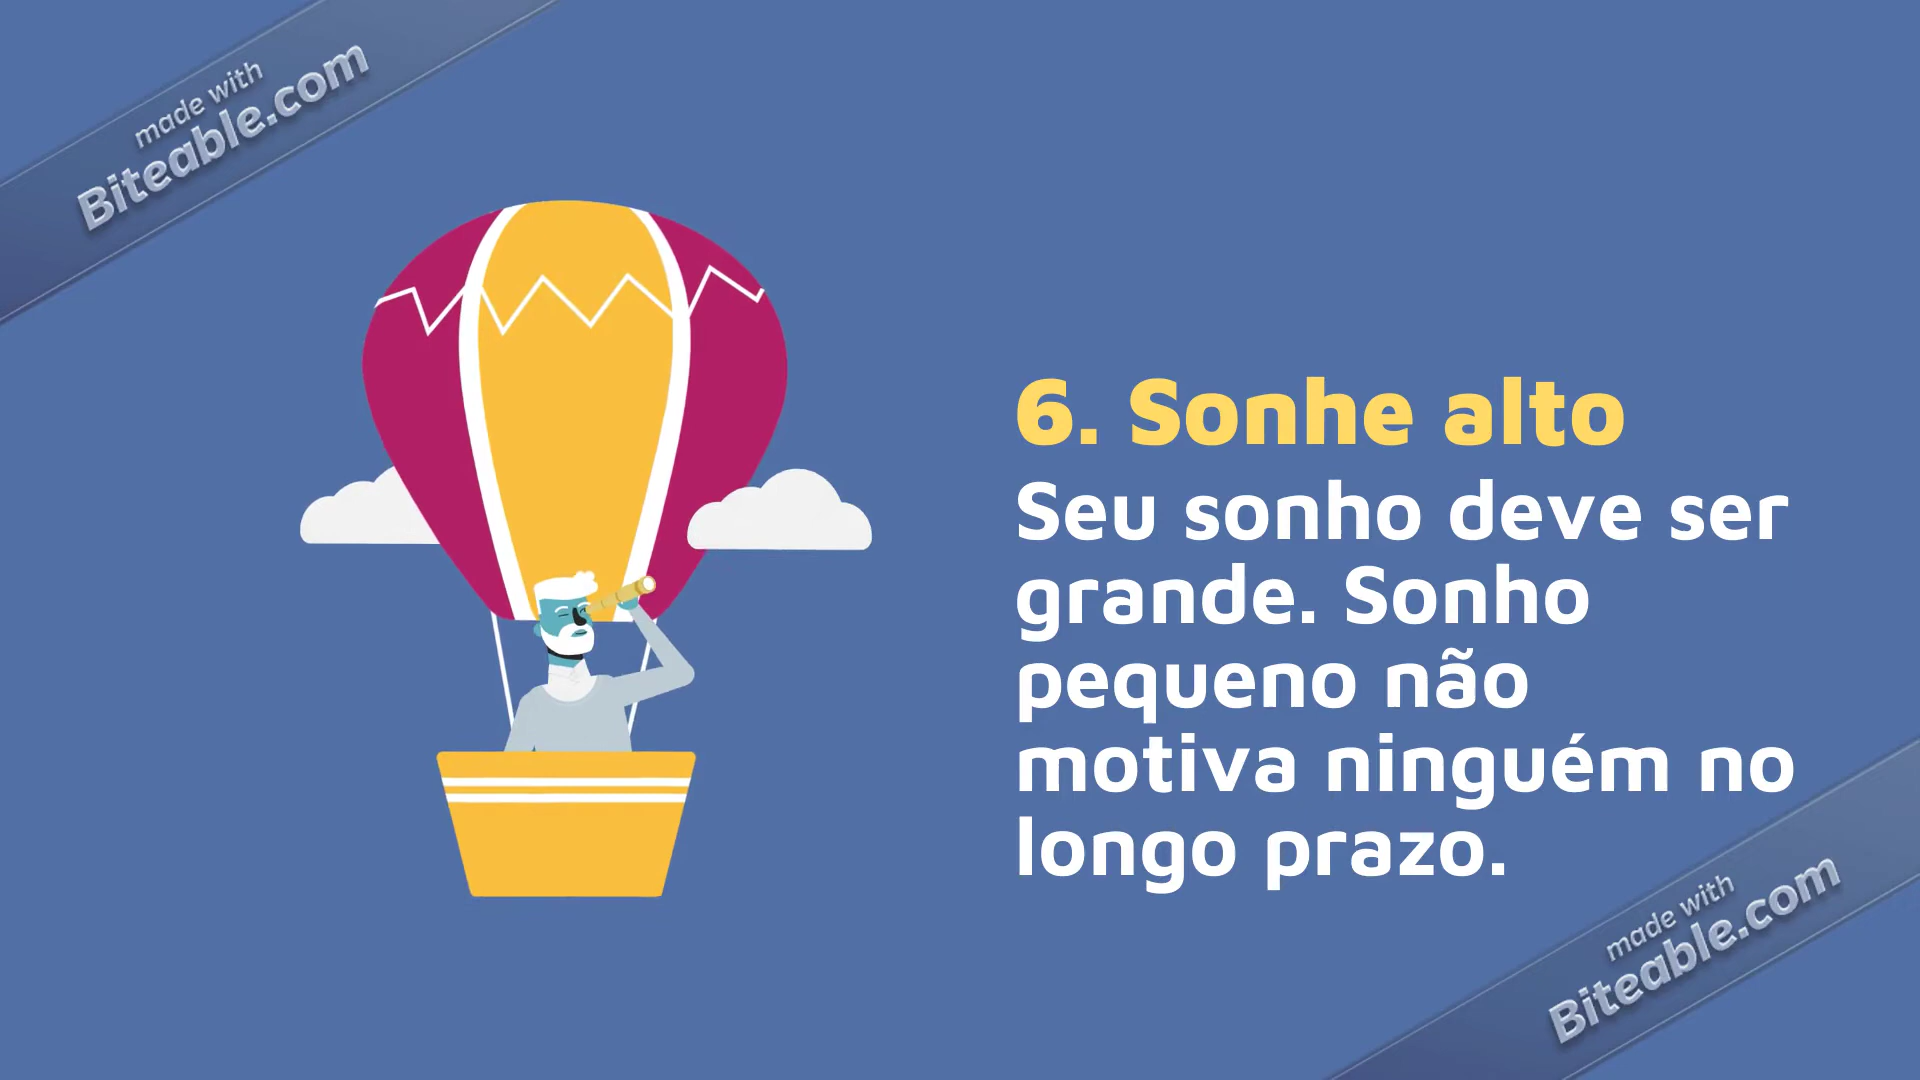 made with
Biteable.com
6. Sonhe alto
Seu sonho deve ser
grande. Sonho
pequeno não
motiva ninguém no
longo prazo.
made with
Biteable.com